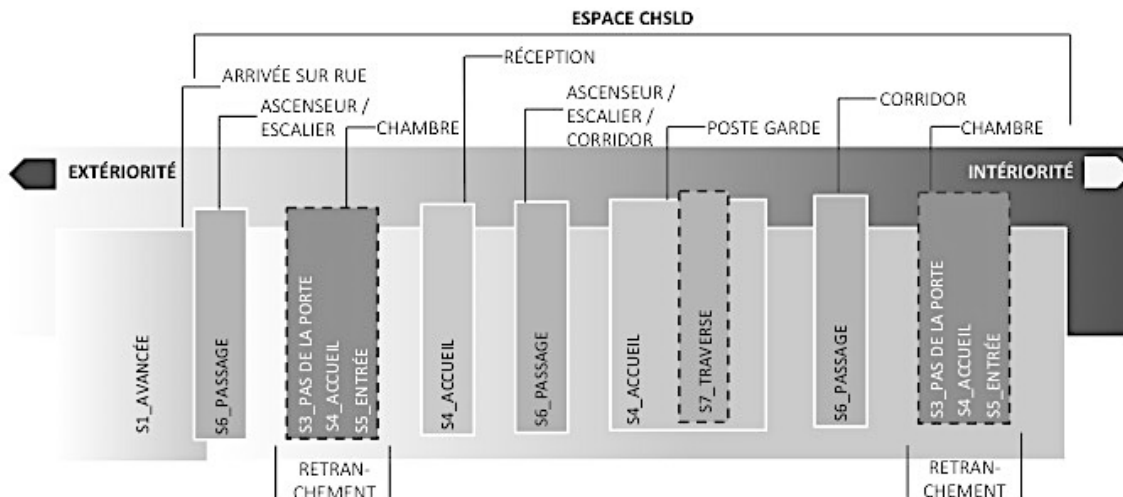 ESPACE CHSLD
RÉCEPTION
ARRIVÉE SUR RUE
ASCENSEUR /
ESCALIER
CHAMBRE
ASCENSEUR /
ESCALIER /
CORRIDOR
POSTE GARDE
CORRIDOR
CHAMBRE
EXTÉRIORITÉ
INTÉRIORITÉ
S1_AVANCÉE
S6_PASSAGE
S3_PAS DE LA PORTE
S4_ACCUEIL
S5_ENTRÉE
S4_ACCUEIL
S6_PASSAGE
S4_ACCUEIL
S7_TRAVERSE
S6_PASSAGE
S3_PAS DE LA PORTE
S4_ACCUEIL
S5_ENTRÉE
RETRAN-
CHEMENT
RETRAN-
CHEMENT